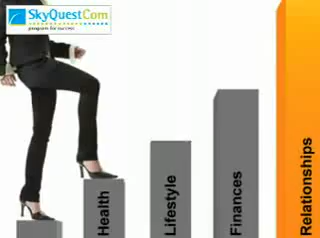 SkyQuestCom
program for success
Health
Lifestyle
Finances
Relationships